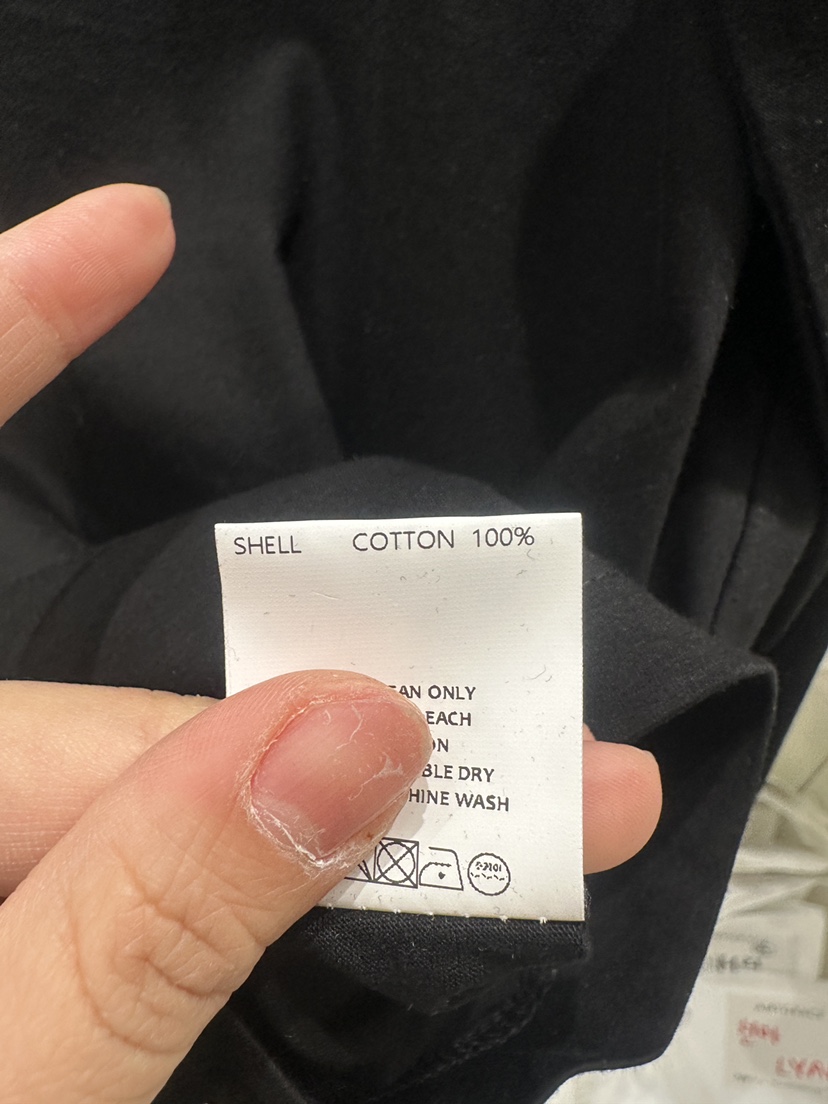 SHELL COTTON 100%
EAN ONLY
EACH
ON
BLE DRY
HINE WASH